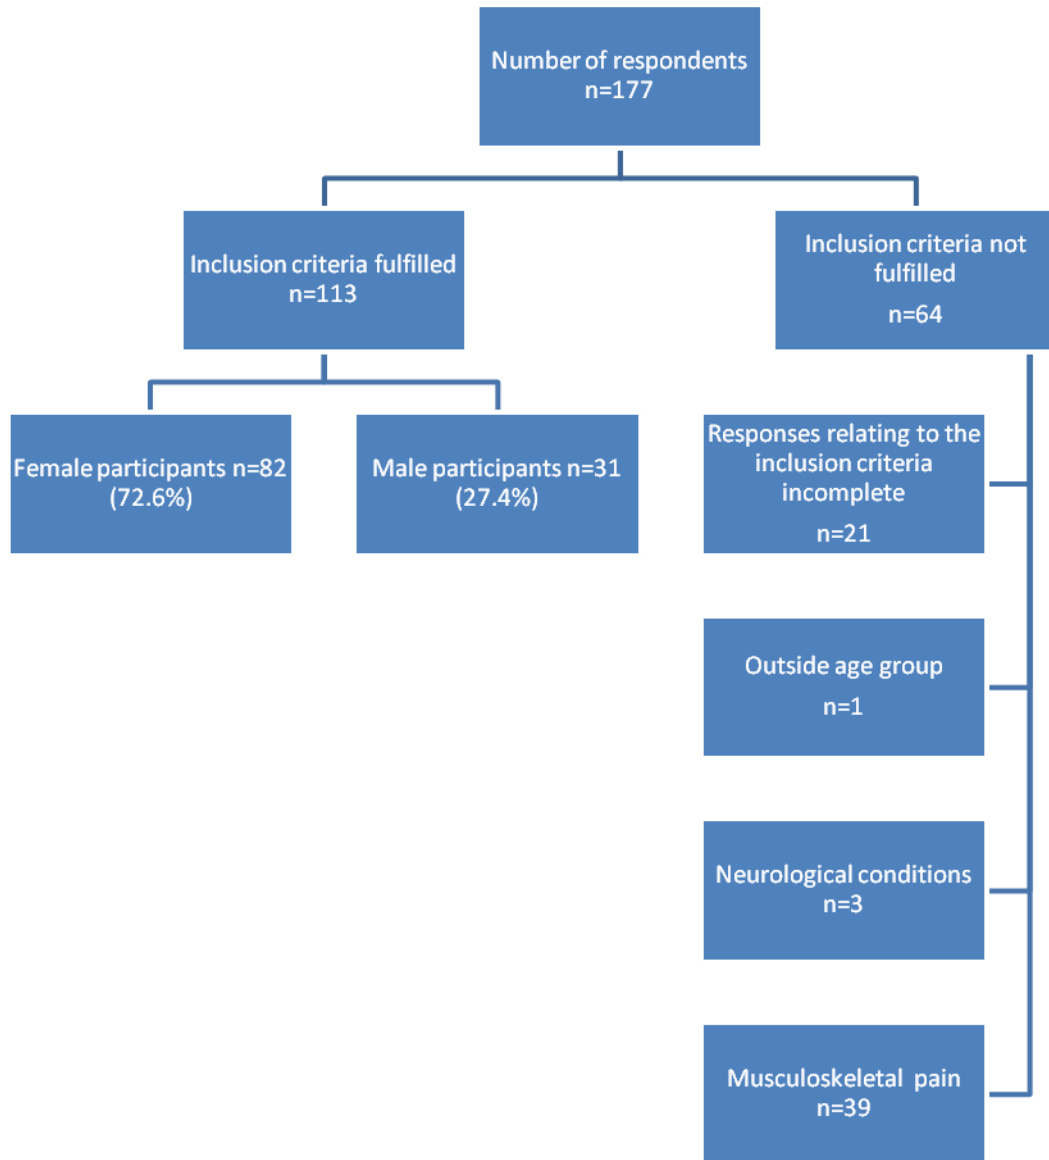 Number of respondents
n=177
Inclusion criteria fulfilled
n=113
Inclusion criteria not
fulfilled
n=64
Female participants n=82
(72.6%)
Male participants n=31
(27.4%)
Responses relating to the
inclusion criteria
incomplete
n=21
Outside age group
n=1
Neurological conditions
n=3
Musculoskeletal pain
n=39